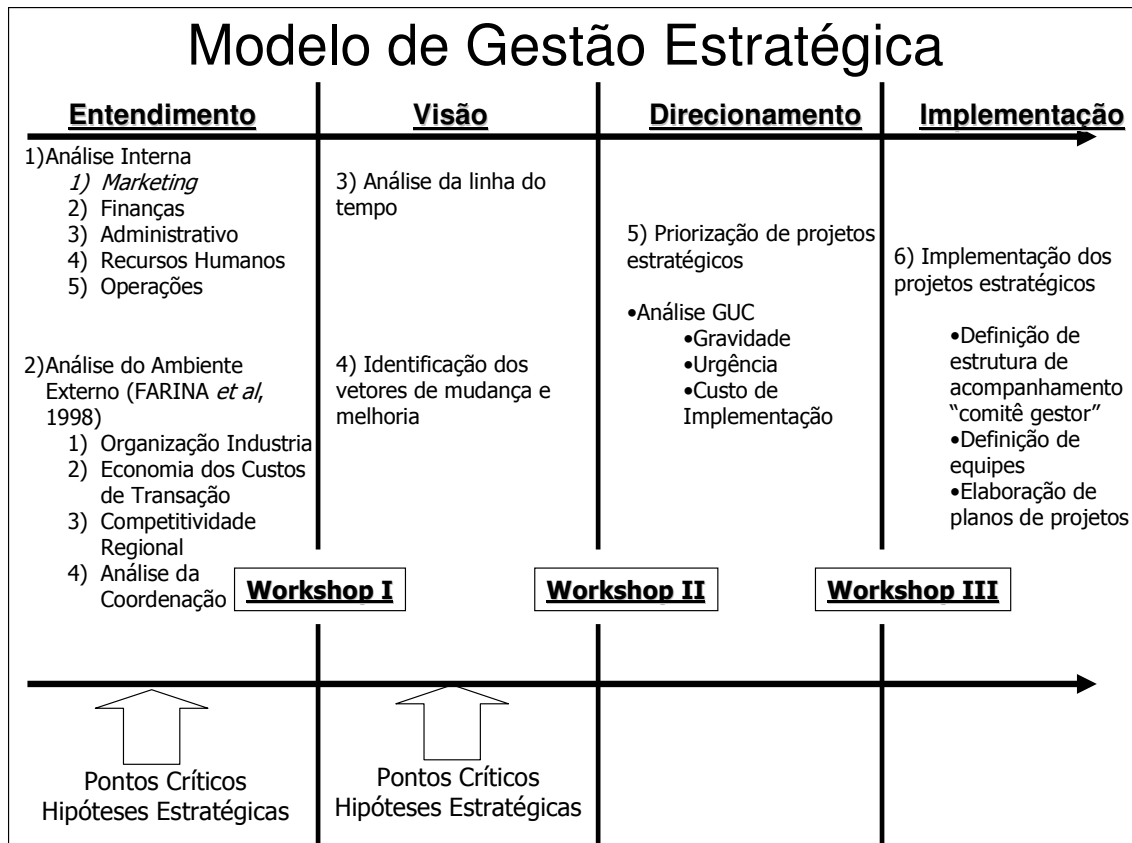 Modelo de Gestão Estratégica
Entendimento
1)Análise Interna
1) Marketing
2) Finanças
3) Administrativo
4) Recursos Humanos
5) Operações
2)Análise do Ambiente
Externo (FARINA et al,
1998)
1) Organização Industria
2) Economia dos Custos
de Transação
3) Competitividade
Regional
4) Análise da
Coordenação
Workshop I
Visão
3) Análise da linha do
tempo
4) Identificação dos
vetores de mudança e
melhoria
Workshop II
Direcionamento
5) Priorização de projetos
estratégicos
•Análise GUC
•Gravidade
•Urgência
•Custo de
Implementação
Workshop III
Implementação
6) Implementação dos
projetos estratégicos
•Definição de
estrutura de
acompanhamento
“comitê gestor”
•Definição de
equipes
•Elaboração de
planos de projetos
Pontos Críticos
Hipóteses Estratégicas
Pontos Críticos
Hipóteses Estratégicas